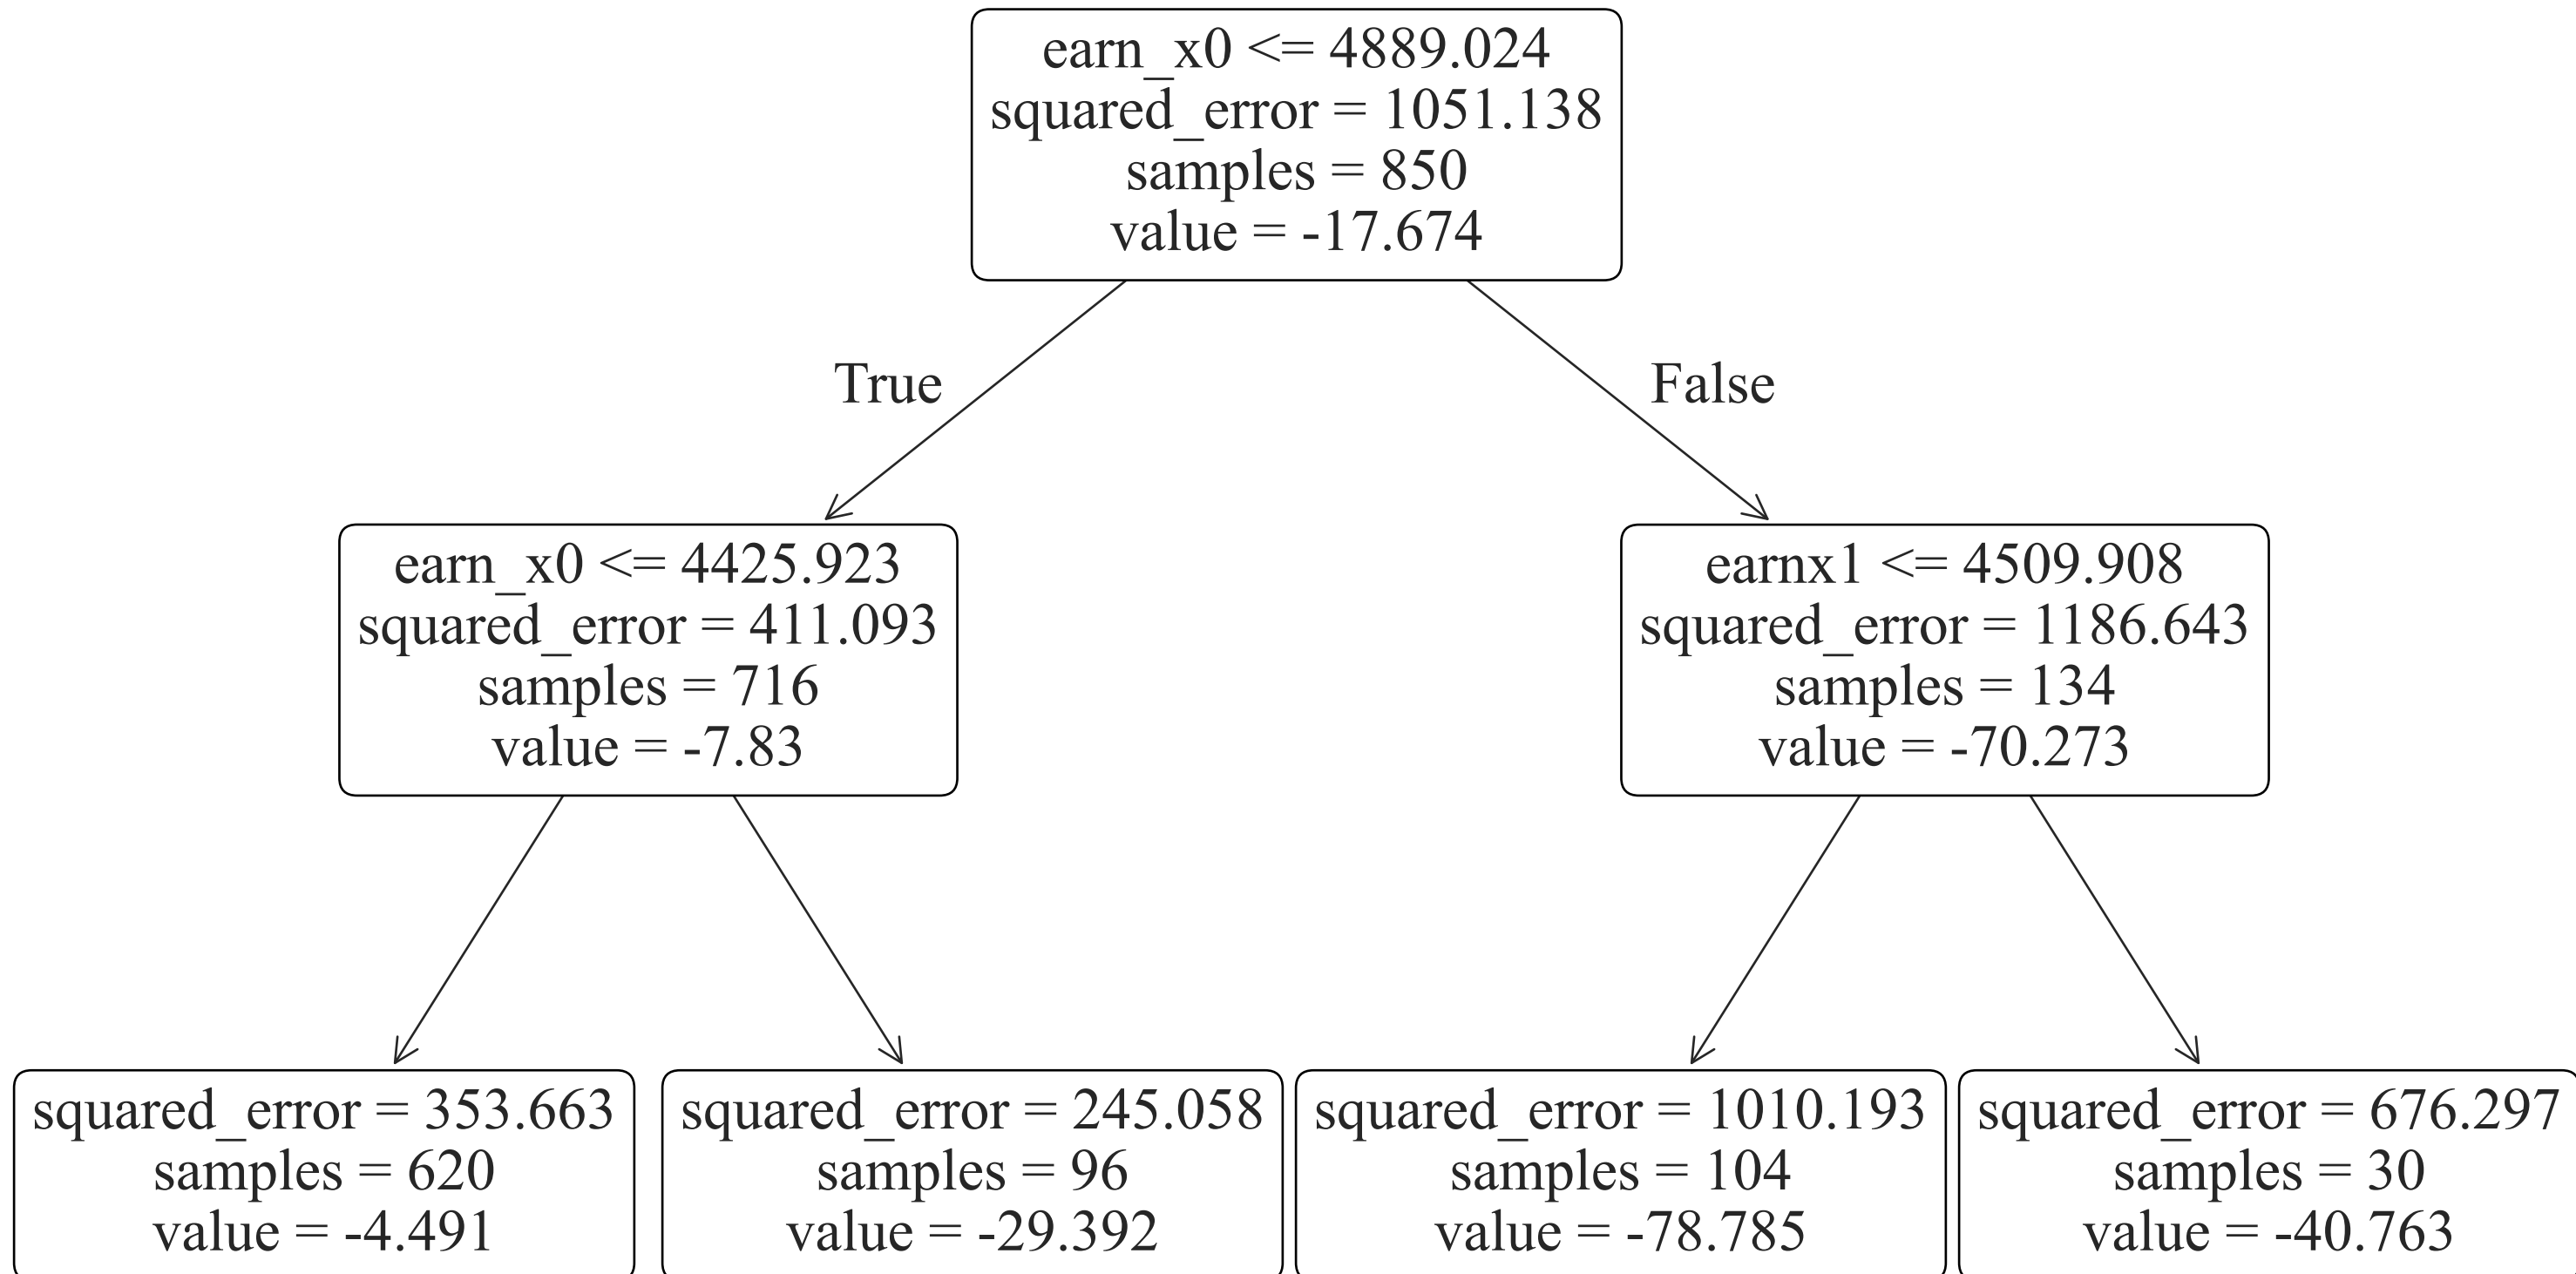 earn_x0 <= 4889.024
squared_error = 1051.138
samples = 850
value = -17.674
True
False
earn_x0 <= 4425.923
squared_error = 411.093
samples = 716
value = -7.83
earnx1 <= 4509.908
squared_error = 1186.643
samples = 134
value = -70.273
squared_error = 353.663
samples = 620
value = -4.491
squared_error = 245.058
samples = 96
value = -29.392
squared_error = 1010.193
samples = 104
value = -78.785
squared_error = 676.297
samples = 30
value = -40.763